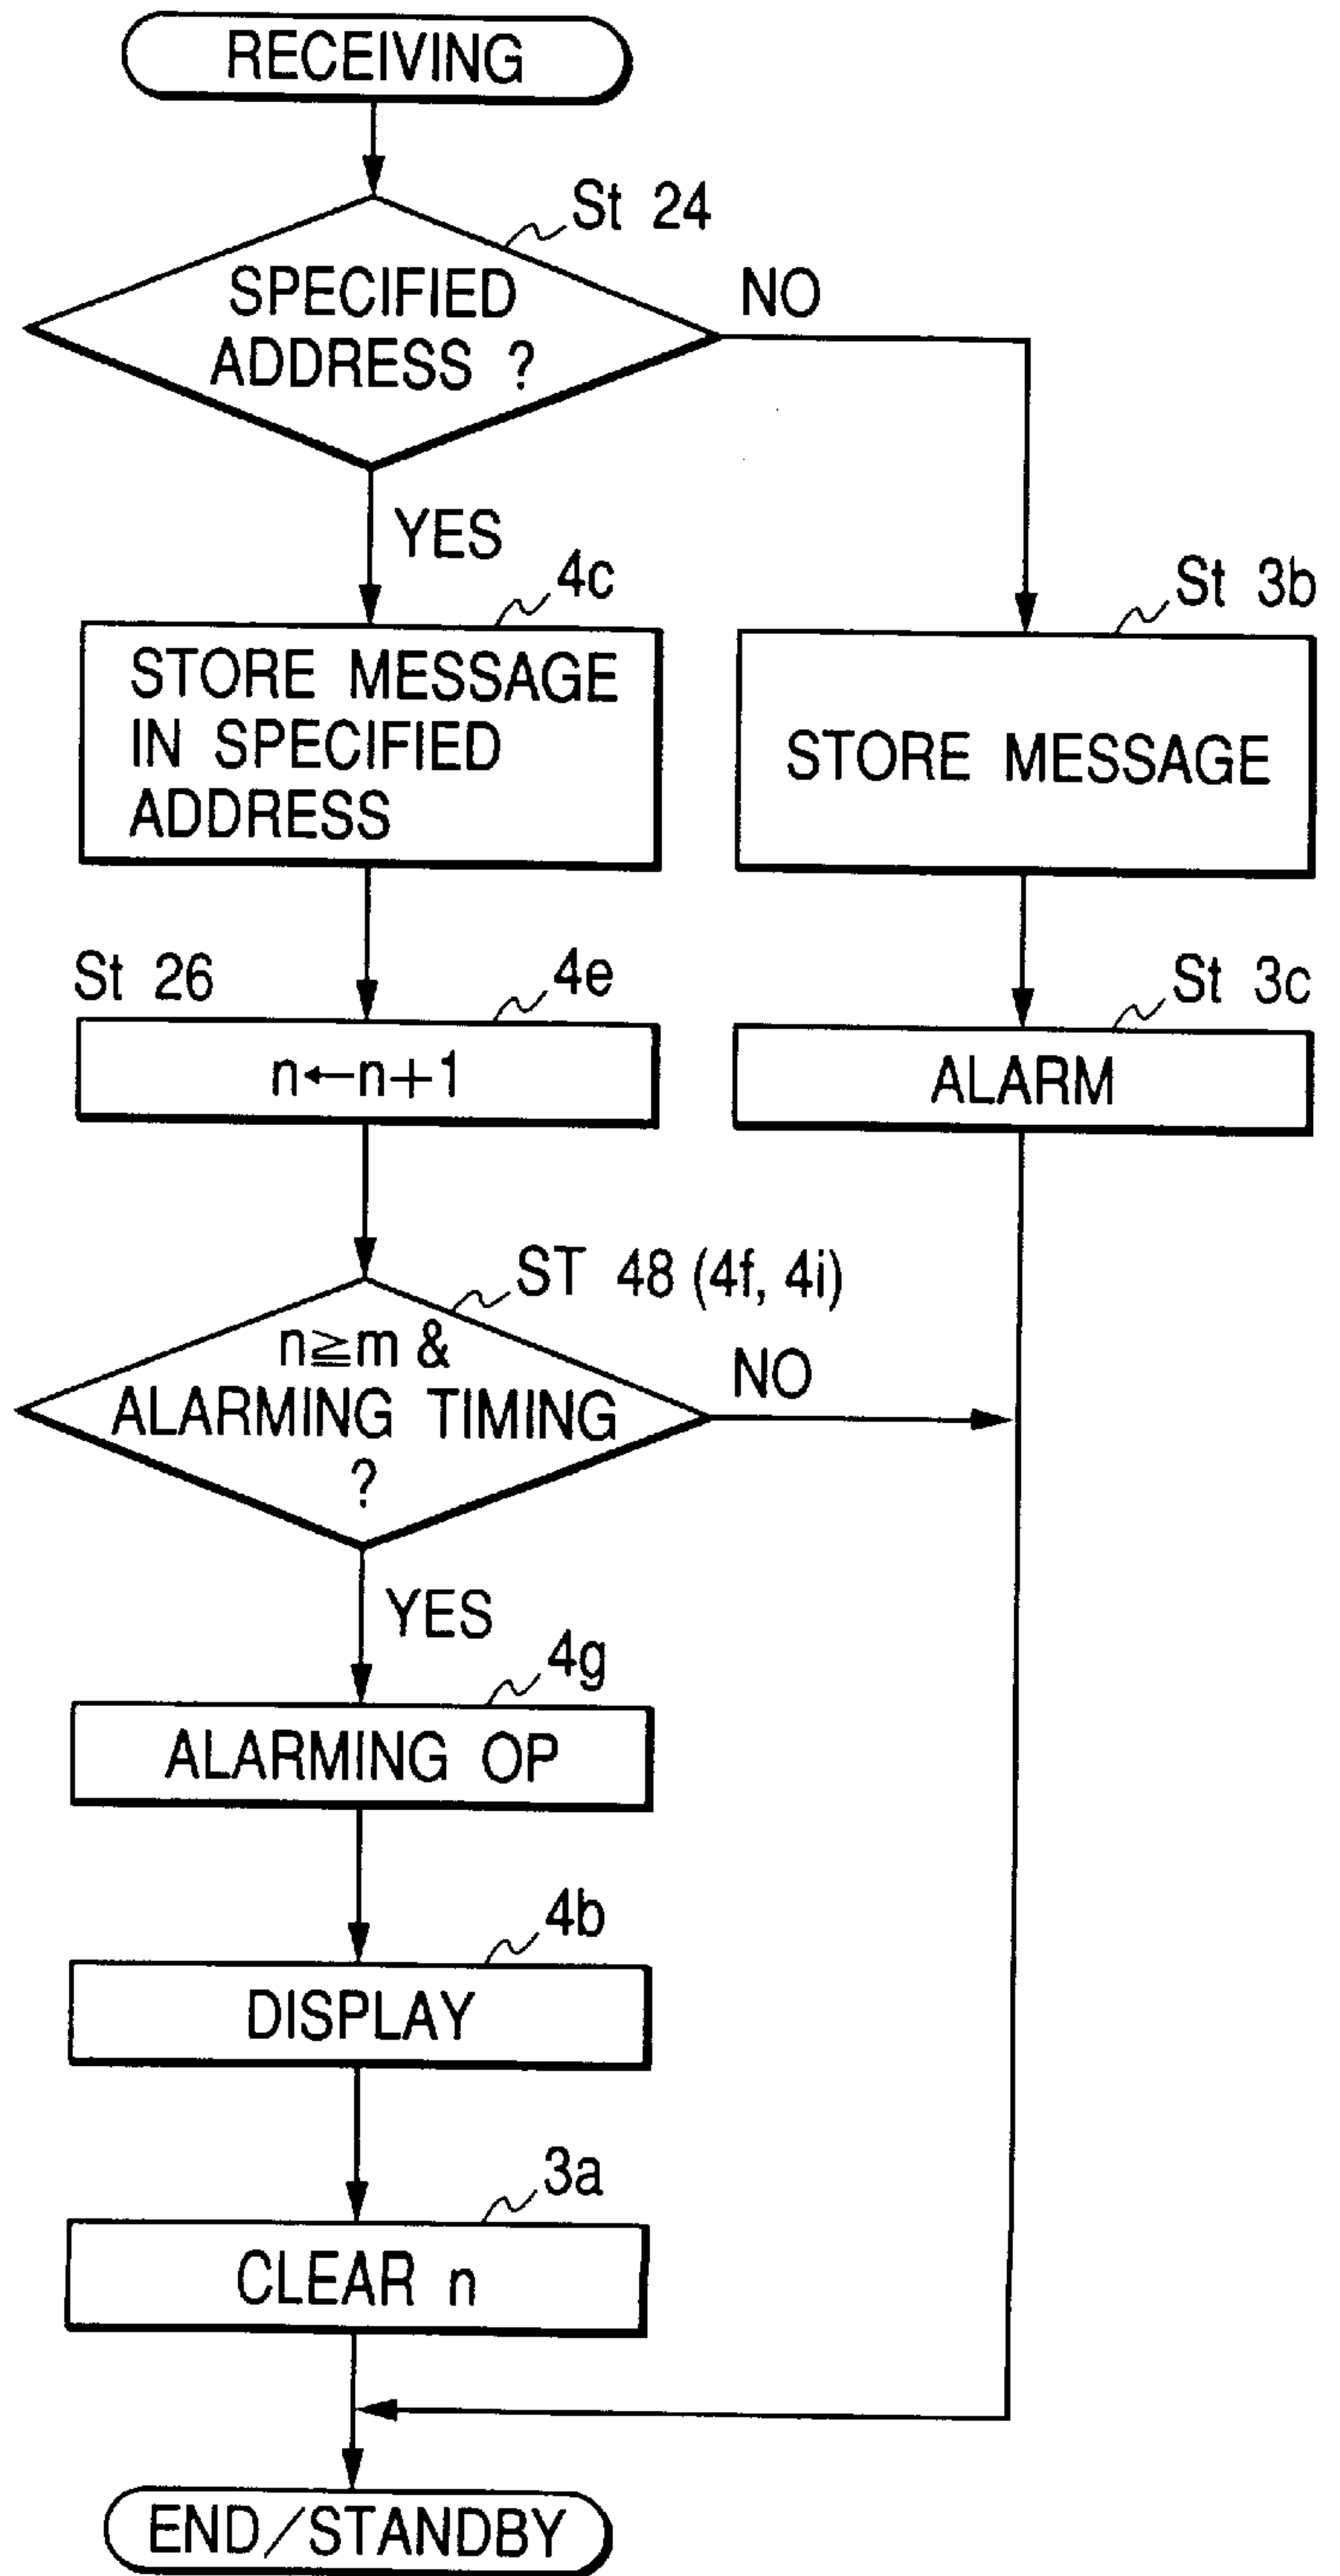 RECEIVING
St 24
SPECIFIED
ADDRESS ?
NO
YES
4c
STORE MESSAGE
IN SPECIFIED
ADDRESS
St 3b
STORE MESSAGE
St 26
4e
n←n+1
St 3c
ALARM
ST 48 (4f, 4i)
n≧m &
ALARMING TIMING
?
NO
YES
4g
ALARMING OP
4b
DISPLAY
3a
CLEAR n
END/STANDBY